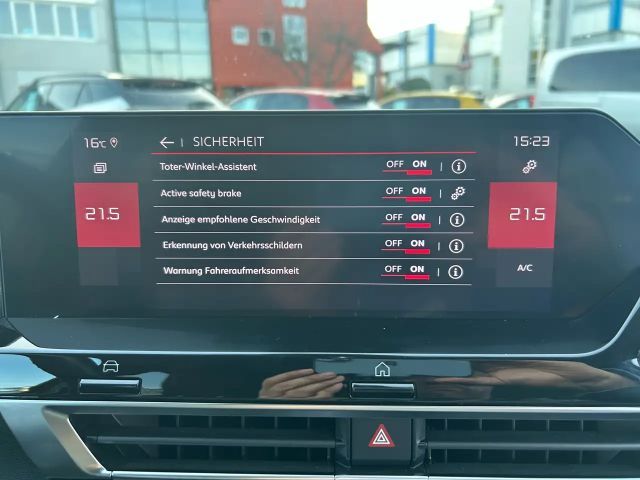 16°C
← | SICHERHEIT
15:23
Toter-Winkel-Assistent OFF ON | i
Active safety brake OFF ON |
21.5
Anzeige empfohlene Geschwindigkeit OFF ON | i
21.5
Erkennung von Verkehrsschildern OFF ON | i
Warnung Fahreraufmerksamkeit OFF ON | i
A/C